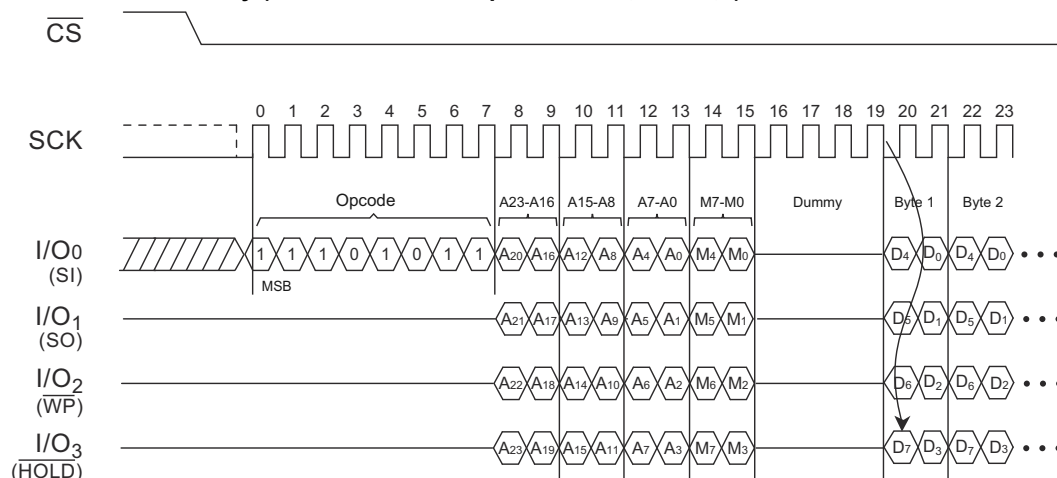 CS
0 1 2 3 4 5 6 7 8 9 10 11 12 13 14 15 16 17 18 19 20 21 22 23
SCK
Opcode A23-A16 A15-A8 A7-A0 M7-M0 Dummy Byte 1 Byte 2
I/O0 1 1 1 0 1 0 1 1 A20 A16 A12 A8 A4 A0 M4 M0 D4 D0 D4 D0 • • •
(SI)
MSB
I/O1 A21 A17 A13 A9 A5 A1 M5 M1 D5 D1 D5 D1 • • •
(SO)
I/O2 A22 A18 A14 A10 A6 A2 M6 M2 D6 D2 D6 D2 • • •
(WP)
I/O3 A23 A19 A15 A11 A7 A3 M7 M3 D7 D3 D7 D3 • • •
(HOLD)